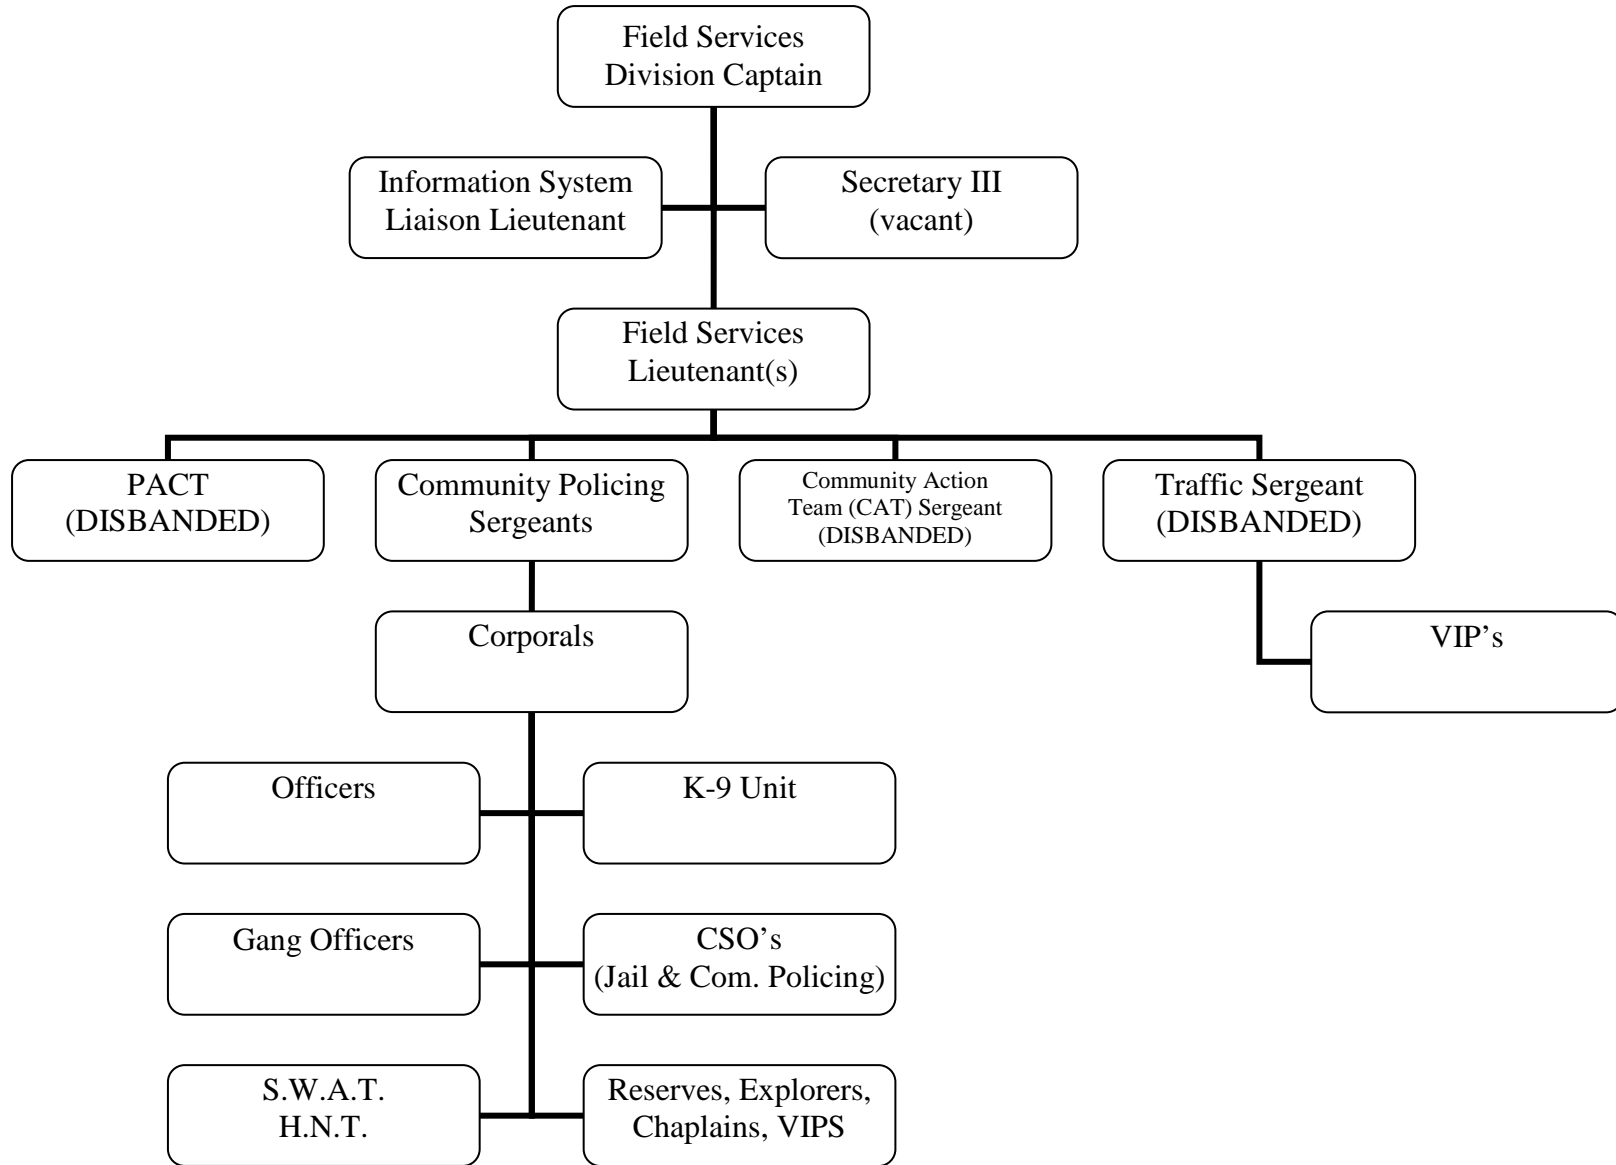 Field Services
Division Captain
Information System
Liaison Lieutenant
Secretary III
(vacant)
Field Services
Lieutenant(s)
PACT
(DISBANDED)
Community Policing
Sergeants
Community Action
Team (CAT) Sergeant
(DISBANDED)
Traffic Sergeant
(DISBANDED)
Corporals
VIP’s
Officers
K-9 Unit
Gang Officers
CSO’s
(Jail & Com. Policing)
S.W.A.T.
H.N.T.
Reserves, Explorers,
Chaplains, VIPS